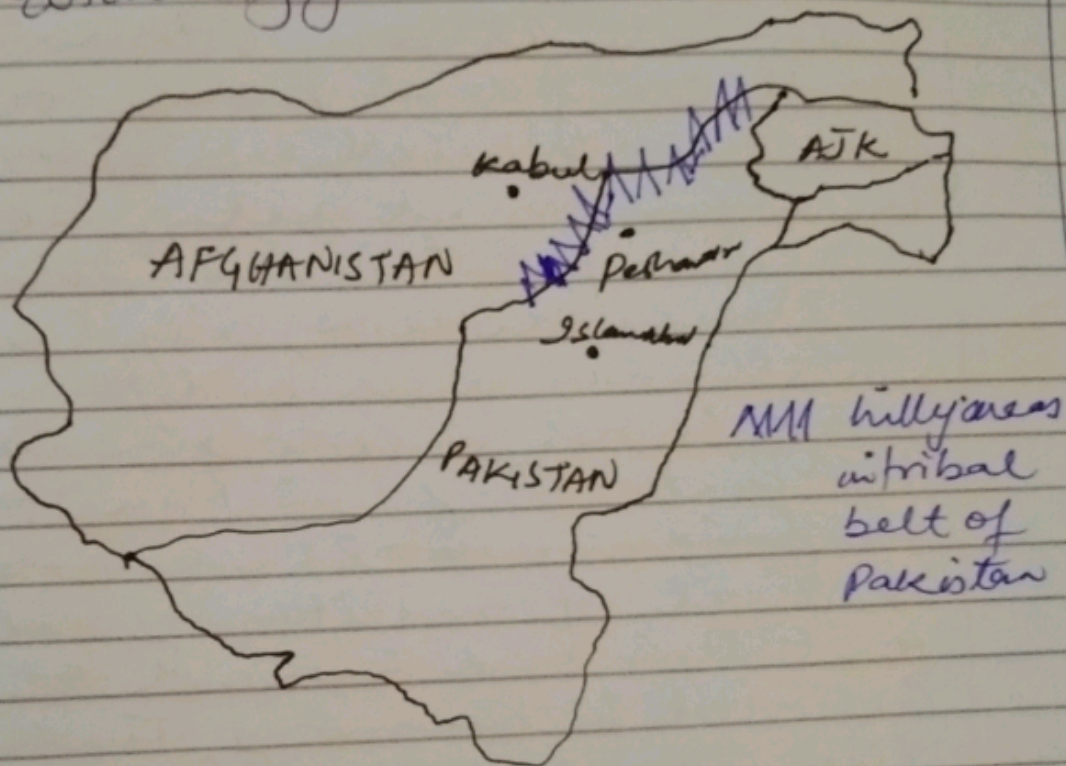 Kabul
AJK
AFGHANISTAN
Peshawar
Islamabad
PAKISTAN
hilly areas
in tribal
belt of
Pakistan